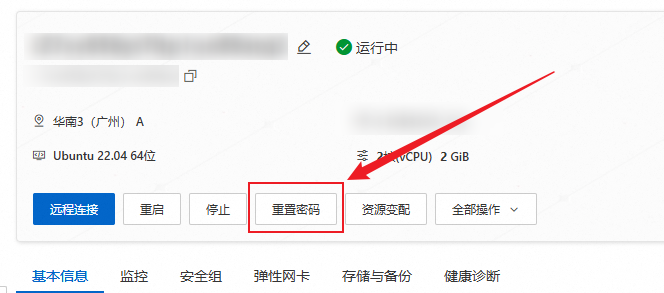 运行中
华南3（广州） A
Ubuntu 22.04 64位
2核(vCPU) 2 GiB
远程连接 重启 停止 重置密码 资源变配 全部操作
基本信息 监控 安全组 弹性网卡 存储与备份 健康诊断